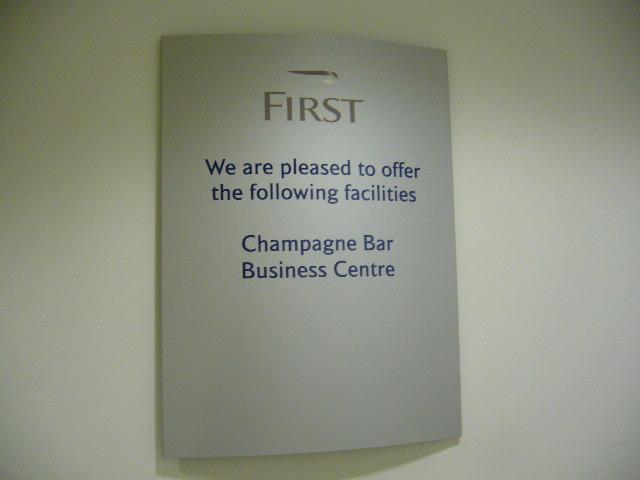 FIRST
We are pleased to offer
the following facilities
Champagne Bar
Business Centre